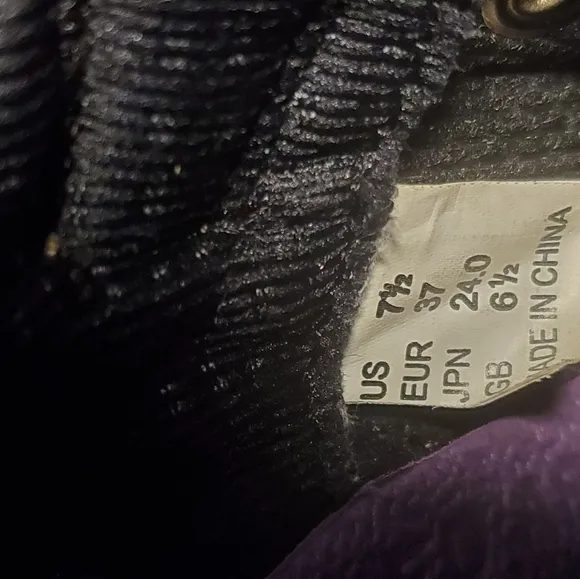 US 7½
EUR 37
JPN 24.0
GB 6½
ADE IN CHINA